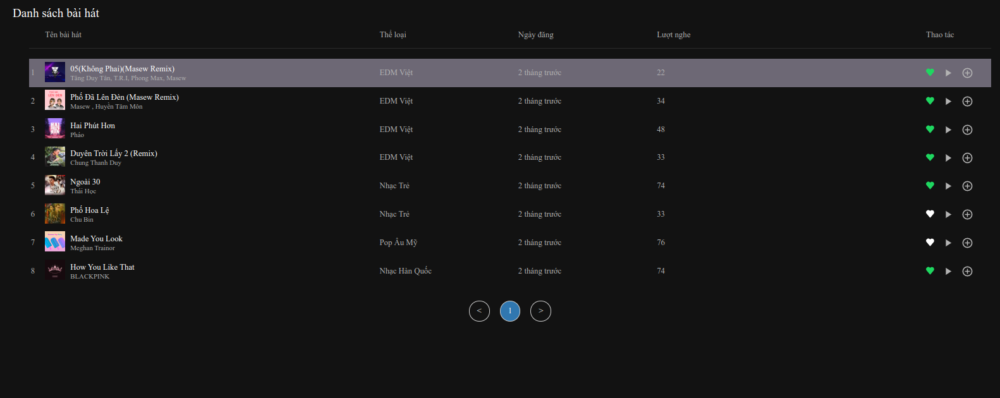 Danh sách bài hát
Tên bài hát Thể loại Ngày đăng Lượt nghe Thao tác
1 05(Không Phai)(Masew Remix) EDM Việt 2 tháng trước 22
Tăng Duy Tân, T.R.I, Phong Max, Masew
2 Phố Đã Lên Đèn (Masew Remix) EDM Việt 2 tháng trước 34
Masew , Huyền Tâm Môn
3 Hai Phút Hơn EDM Việt 2 tháng trước 48
Pháo
4 Duyên Trời Lấy 2 (Remix) EDM Việt 2 tháng trước 33
Chung Thanh Duy
5 Ngoài 30 Nhạc Trẻ 2 tháng trước 74
Thái Học
6 Phố Hoa Lệ Nhạc Trẻ 2 tháng trước 33
Chu Bin
7 Made You Look Pop Âu Mỹ 2 tháng trước 76
Meghan Trainor
8 How You Like That Nhạc Hàn Quốc 2 tháng trước 74
BLACKPINK
< 1 >